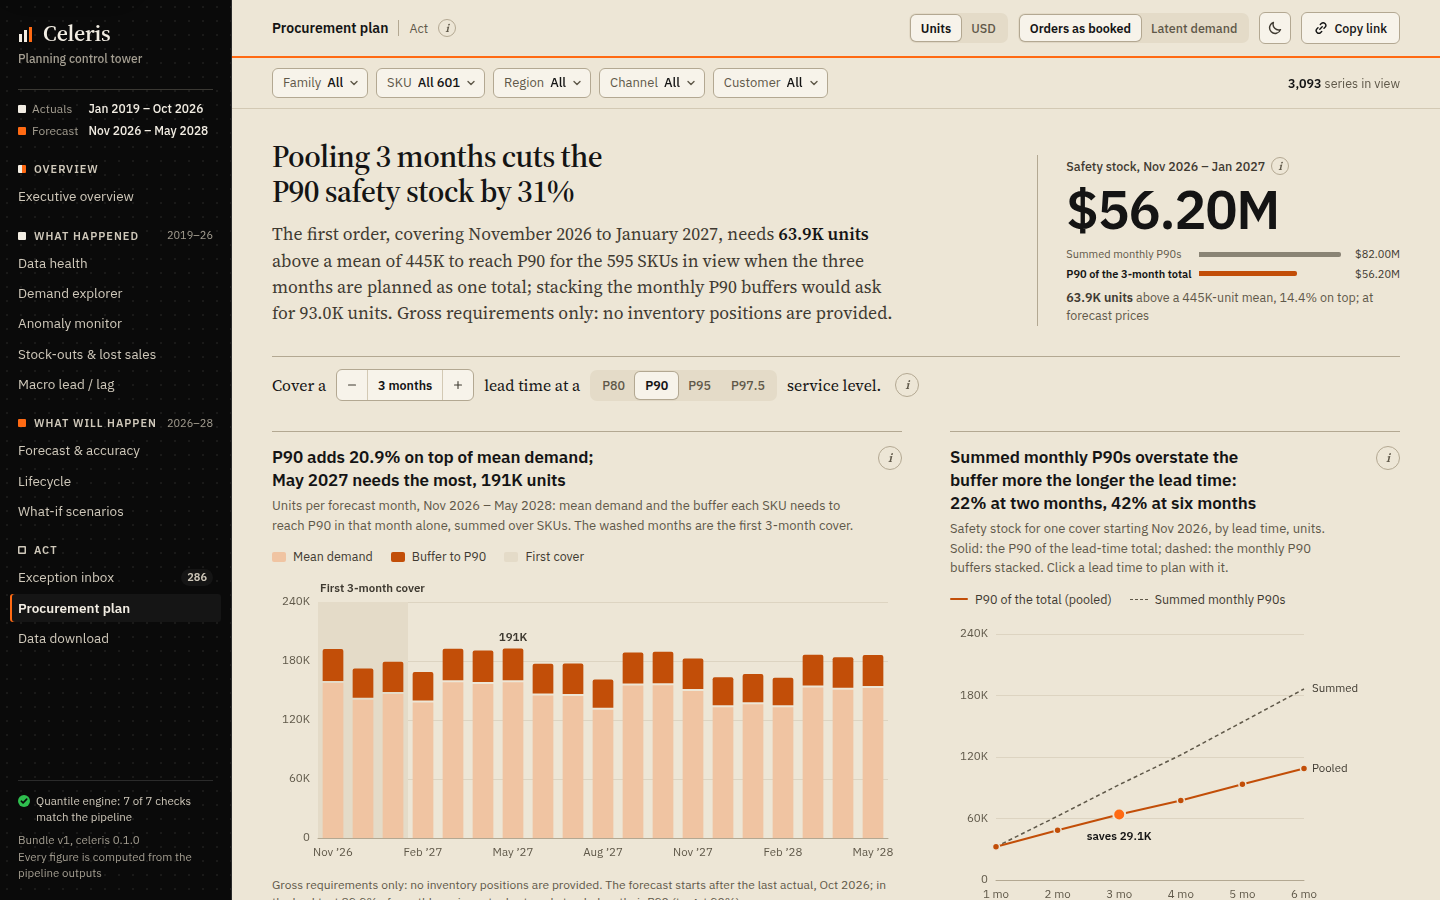 Celeris
Planning control tower
Actuals Jan 2019 – Oct 2026
Forecast Nov 2026 – May 2028
OVERVIEW
Executive overview
WHAT HAPPENED 2019–26
Data health
Demand explorer
Anomaly monitor
Stock-outs & lost sales
Macro lead / lag
WHAT WILL HAPPEN 2026–28
Forecast & accuracy
Lifecycle
What-if scenarios
ACT
Exception inbox 286
Procurement plan
Data download
Quantile engine: 7 of 7 checks
match the pipeline
Bundle v1, celeris 0.1.0
Every figure is computed from the
pipeline outputs
Procurement plan Act i
Units USD Orders as booked Latent demand Copy link
Family All SKU All 601 Region All Channel All Customer All 3,093 series in view
Pooling 3 months cuts the
P90 safety stock by 31%
The first order, covering November 2026 to January 2027, needs 63.9K units
above a mean of 445K to reach P90 for the 595 SKUs in view when the three
months are planned as one total; stacking the monthly P90 buffers would ask
for 93.0K units. Gross requirements only: no inventory positions are provided.
Safety stock, Nov 2026 – Jan 2027 i
$56.20M
Summed monthly P90s $82.00M
P90 of the 3-month total $56.20M
63.9K units above a 445K-unit mean, 14.4% on top; at
forecast prices
Cover a − 3 months + lead time at a P80 P90 P95 P97.5 service level. i
P90 adds 20.9% on top of mean demand;
May 2027 needs the most, 191K units
i
Units per forecast month, Nov 2026 – May 2028: mean demand and the buffer each SKU needs to
reach P90 in that month alone, summed over SKUs. The washed months are the first 3-month cover.
Mean demand Buffer to P90 First cover
First 3-month cover
240K
191K
180K
120K
60K
0
Nov ’26 Feb ’27 May ’27 Aug ’27 Nov ’27 Feb ’28 May ’28
Gross requirements only: no inventory positions are provided. The forecast starts after the last actual, Oct 2026; in
Summed monthly P90s overstate the
buffer more the longer the lead time:
22% at two months, 42% at six months
i
Safety stock for one cover starting Nov 2026, by lead time, units.
Solid: the P90 of the lead-time total; dashed: the monthly P90
buffers stacked. Click a lead time to plan with it.
P90 of the total (pooled) Summed monthly P90s
240K
180K
Summed
120K
Pooled
60K
saves 29.1K
0
1 mo 2 mo 3 mo 4 mo 5 mo 6 mo